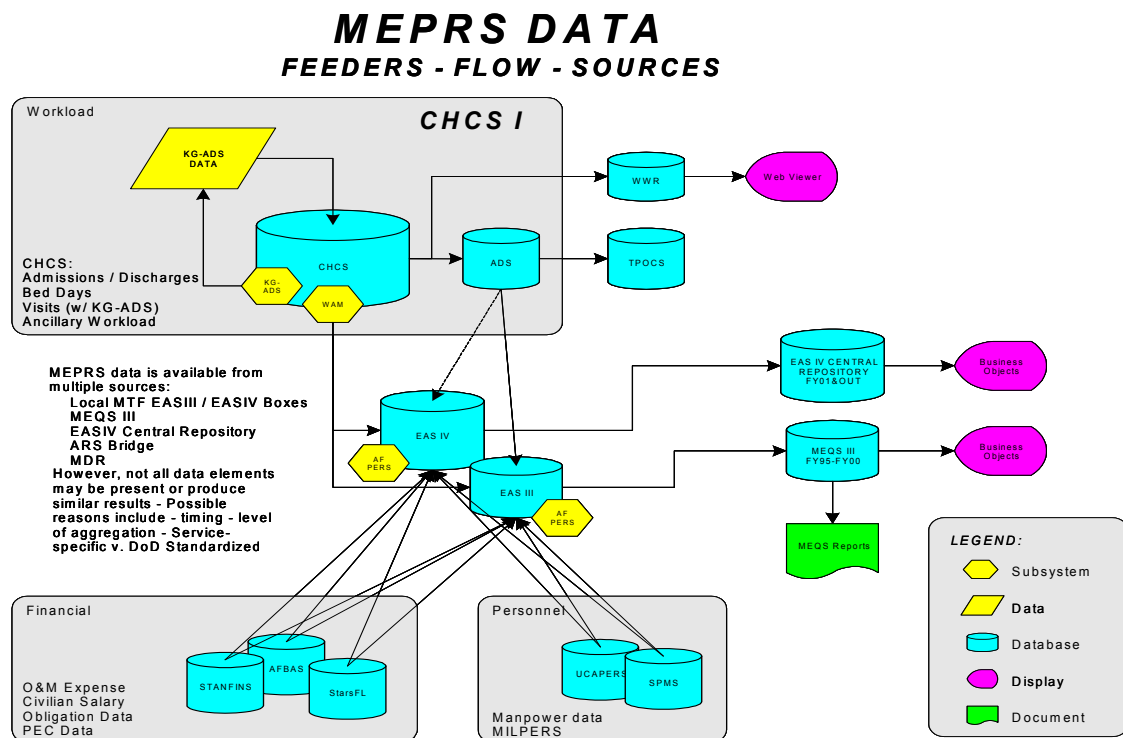 MEPRS DATA
FEEDERS - FLOW - SOURCES
Workload
CHCS I
KG-ADS
DATA
WWR
Web Viewer
CHCS
ADS
TPOCS
KG-
ADS
WAM
CHCS:
Admissions / Discharges
Bed Days
Visits (w/ KG-ADS)
Ancillary Workload
MEPRS data is available from
multiple sources:
Local MTF EASIII / EASIV Boxes
MEQS III
EASIV Central Repository
ARS Bridge
MDR
However, not all data elements
may be present or produce
similar results - Possible
reasons include - timing - level
of aggregation - Service-
specific v. DoD Standardized
EAS IV
AF
PERS
EAS III
AF
PERS
EAS IV CENTRAL
REPOSITORY
FY01&OUT
Business
Objects
MEQS III
FY95-FY00
Business
Objects
MEQS Reports
Financial
STANFINS
AFBAS
StarsFL
O&M Expense
Civilian Salary
Obligation Data
PEC Data
Personnel
UCAPERS
SPMS
Manpower data
MILPERS
LEGEND:
Subsystem
Data
Database
Display
Document